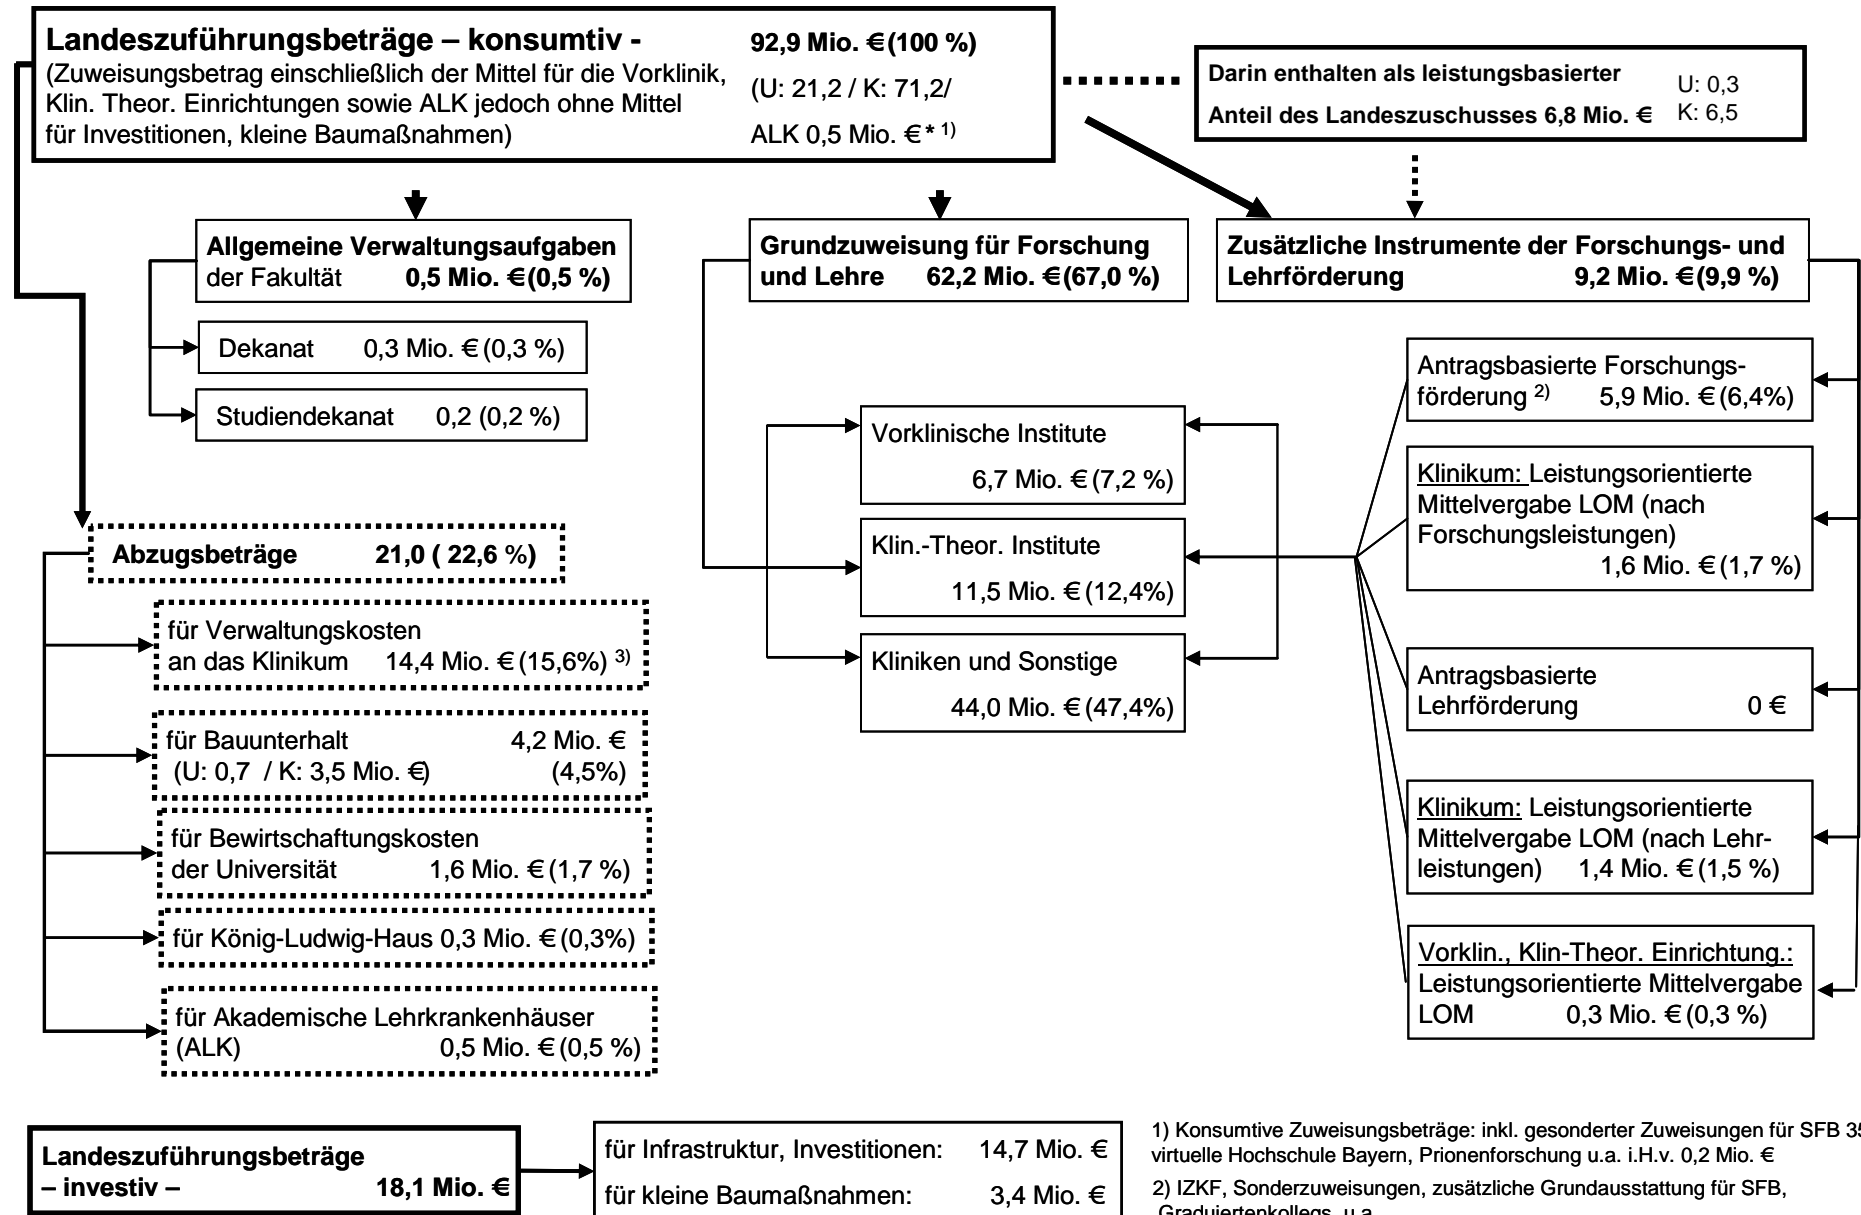 Landeszuführungsbeträge – konsumtiv - 92,9 Mio. € (100 %)
(Zuweisungsbetrag einschließlich der Mittel für die Vorklinik, (U: 21,2 / K: 71,2/
Klin. Theor. Einrichtungen sowie ALK jedoch ohne Mittel
für Investitionen, kleine Baumaßnahmen) ALK 0,5 Mio. € * 1)
Darin enthalten als leistungsbasierter U: 0,3
Anteil des Landeszuschusses 6,8 Mio. € K: 6,5
Allgemeine Verwaltungsaufgaben
der Fakultät 0,5 Mio. € (0,5 %)
Dekanat 0,3 Mio. € (0,3 %)
Studiendekanat 0,2 (0,2 %)
Grundzuweisung für Forschung
und Lehre 62,2 Mio. € (67,0 %)
Vorklinische Institute
6,7 Mio. € (7,2 %)
Klin.-Theor. Institute
11,5 Mio. € (12,4%)
Kliniken und Sonstige
44,0 Mio. € (47,4%)
Zusätzliche Instrumente der Forschungs- und
Lehrförderung 9,2 Mio. € (9,9 %)
Antragsbasierte Forschungs-
förderung 2) 5,9 Mio. € (6,4%)
Klinikum: Leistungsorientierte
Mittelvergabe LOM (nach
Forschungsleistungen)
1,6 Mio. € (1,7 %)
Antragsbasierte
Lehrförderung 0 €
Klinikum: Leistungsorientierte
Mittelvergabe LOM (nach Lehr-
leistungen) 1,4 Mio. € (1,5 %)
Vorklin., Klin-Theor. Einrichtung.:
Leistungsorientierte Mittelvergabe
LOM 0,3 Mio. € (0,3 %)
Abzugsbeträge 21,0 ( 22,6 %)
für Verwaltungskosten
an das Klinikum 14,4 Mio. € (15,6%) 3)
für Bauunterhalt 4,2 Mio. €
(U: 0,7 / K: 3,5 Mio. €) (4,5%)
für Bewirtschaftungskosten
der Universität 1,6 Mio. € (1,7 %)
für König-Ludwig-Haus 0,3 Mio. € (0,3%)
für Akademische Lehrkrankenhäuser
(ALK) 0,5 Mio. € (0,5 %)
Landeszuführungsbeträge
– investiv – 18,1 Mio. €
für Infrastruktur, Investitionen: 14,7 Mio. €
für kleine Baumaßnahmen: 3,4 Mio. €
1) Konsumtive Zuweisungsbeträge: inkl. gesonderter Zuweisungen für SFB
virtuelle Hochschule Bayern, Prionenforschung u.a. i.H.v. 0,2 Mio. €
2) IZKF, Sonderzuweisungen, zusätzliche Grundausstattung für SFB,
Graduiertenkollegs, u.a.